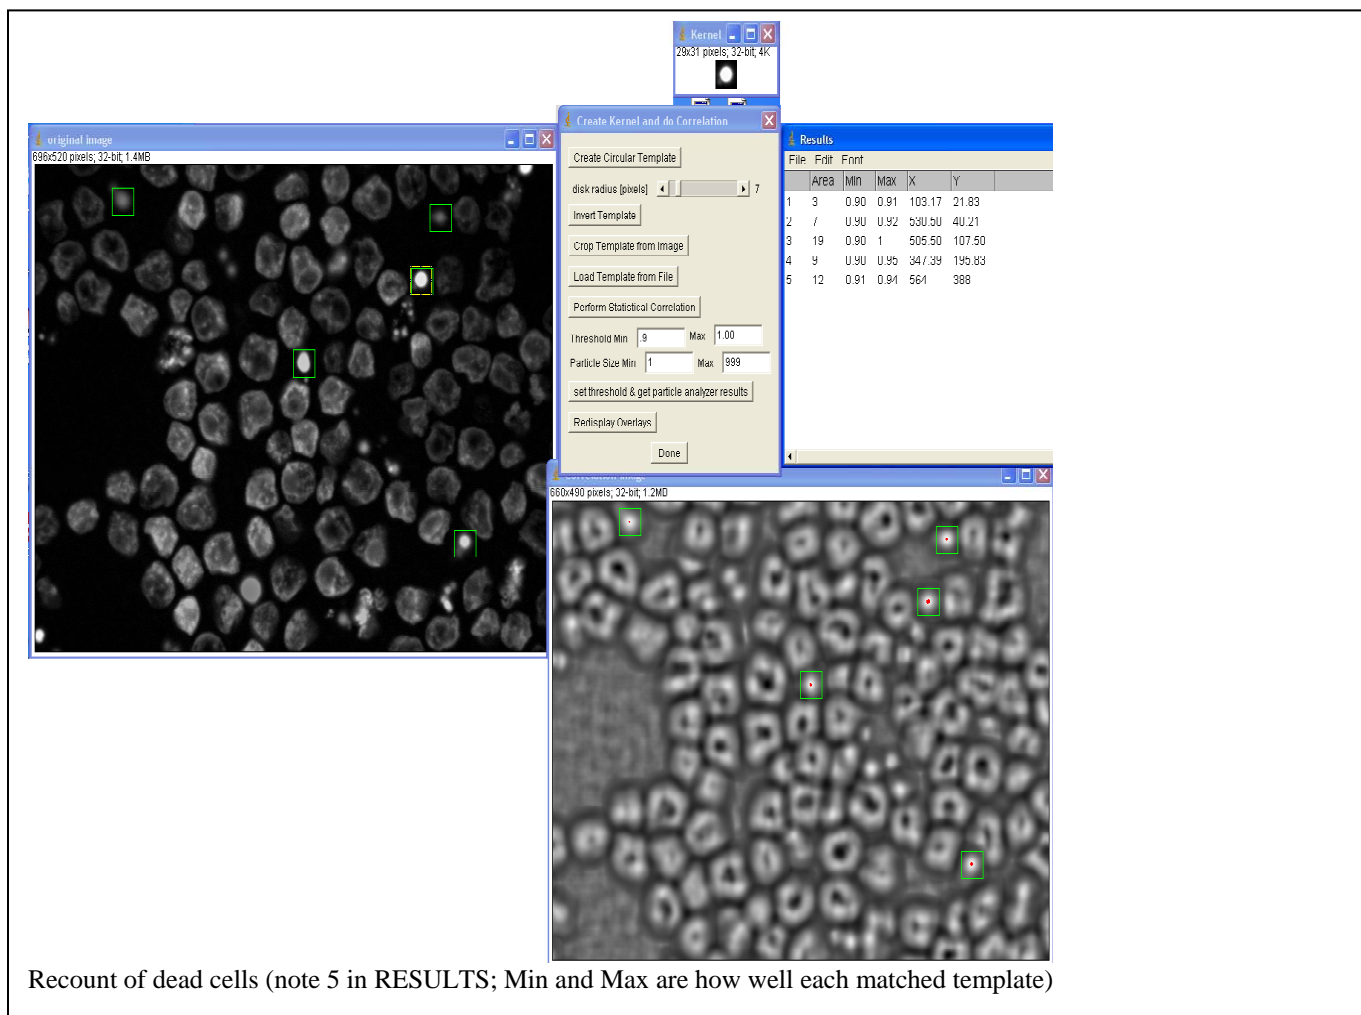 Kernel
29x31 pixels; 32-bit; 4K
original image
696x520 pixels; 32-bit; 1.4MB
Create Kernel and do Correlation
Create Circular Template
disk radius [pixels] 7
Invert Template
Crop Template from Image
Load Template from File
Perform Statistical Correlation
Threshold Min .9 Max 1.00
Particle Size Min 1 Max 999
set threshold & get particle analyzer results
Redisplay Overlays
Done
Results
File Edit Font
Area Min Max X Y
1 3 0.90 0.91 103.17 21.83
2 7 0.90 0.92 530.50 40.21
3 19 0.90 1 505.50 107.50
4 9 0.90 0.95 347.39 195.83
5 12 0.91 0.94 564 388
correlation image
660x490 pixels; 32-bit; 1.2MB
Recount of dead cells (note 5 in RESULTS; Min and Max are how well each matched template)